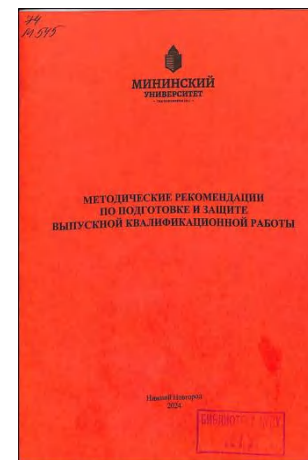 74
М 545
МИНИНСКИЙ
УНИВЕРСИТЕТ
МЕТОДИЧЕСКИЕ РЕКОМЕНДАЦИИ
ПО ПОДГОТОВКЕ И ЗАЩИТЕ
ВЫПУСКНОЙ КВАЛИФИКАЦИОННОЙ РАБОТЫ
Нижний Новгород
2024